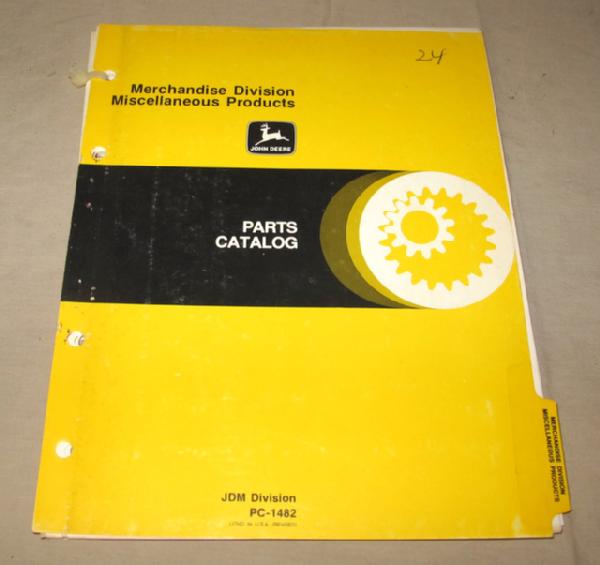 24
Merchandise Division
Miscellaneous Products
JOHN DEERE
PARTS
CATALOG
MERCHANDISE DIVISION
MISCELLANEOUS PRODUCTS
JDM Division
PC-1482
U.S.A.